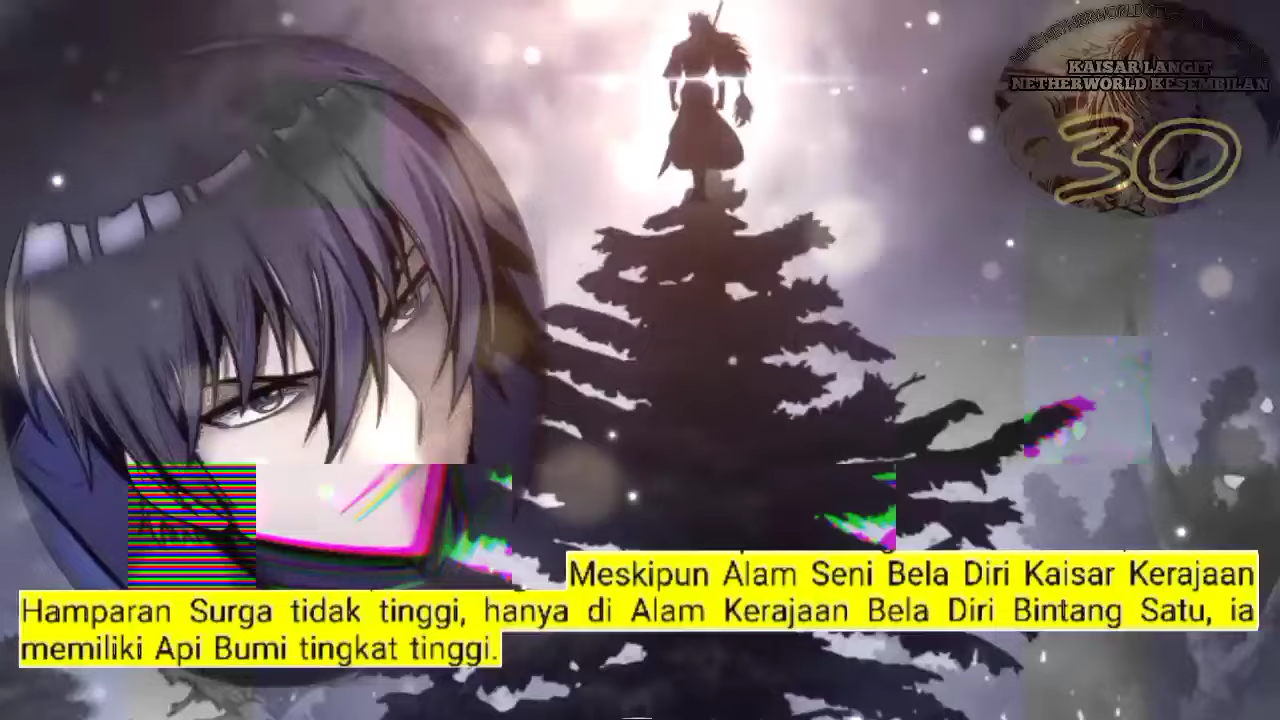 KAISAR LANGIT
NETHERWORLD KESEMBILAN
30
Meskipun Alam Seni Bela Diri Kaisar Kerajaan
Hamparan Surga tidak tinggi, hanya di Alam Kerajaan Bela Diri Bintang Satu, ia
memiliki Api Bumi tingkat tinggi.